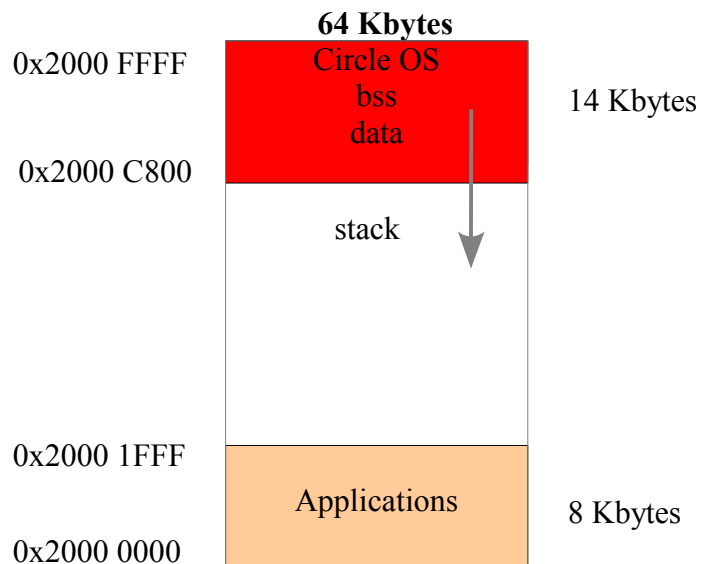 64 Kbytes
0x2000 FFFF
Circle OS
bss
data
14 Kbytes
0x2000 C800
stack
0x2000 1FFF
Applications
8 Kbytes
0x2000 0000